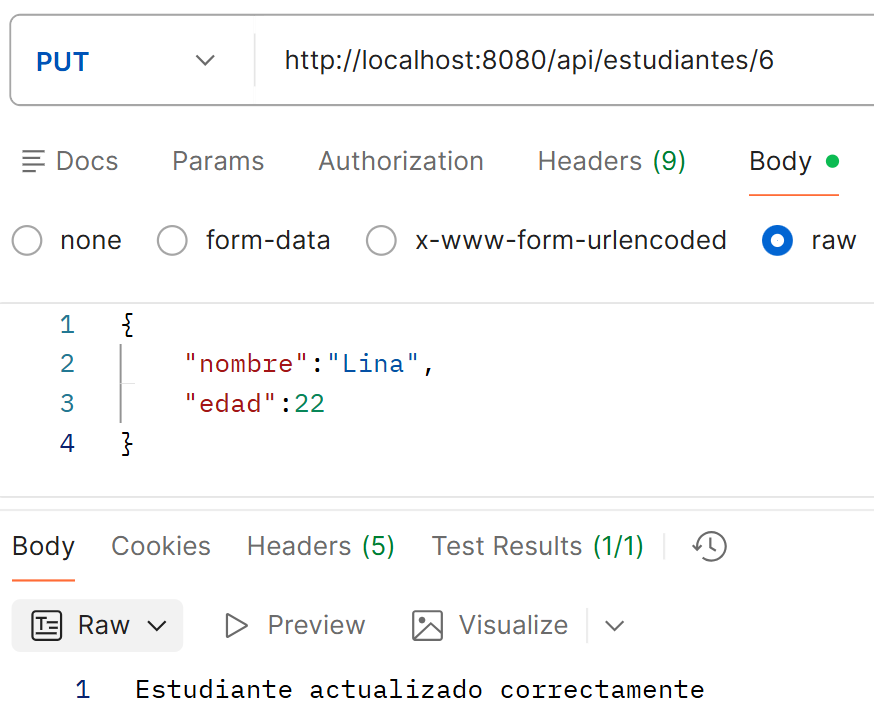 PUT http://localhost:8080/api/estudiantes/6
Docs Params Authorization Headers (9) Body
none form-data x-www-form-urlencoded raw
1 {
2 "nombre":"Lina",
3 "edad":22
4 }
Body Cookies Headers (5) Test Results (1/1)
Raw Preview Visualize
1 Estudiante actualizado correctamente